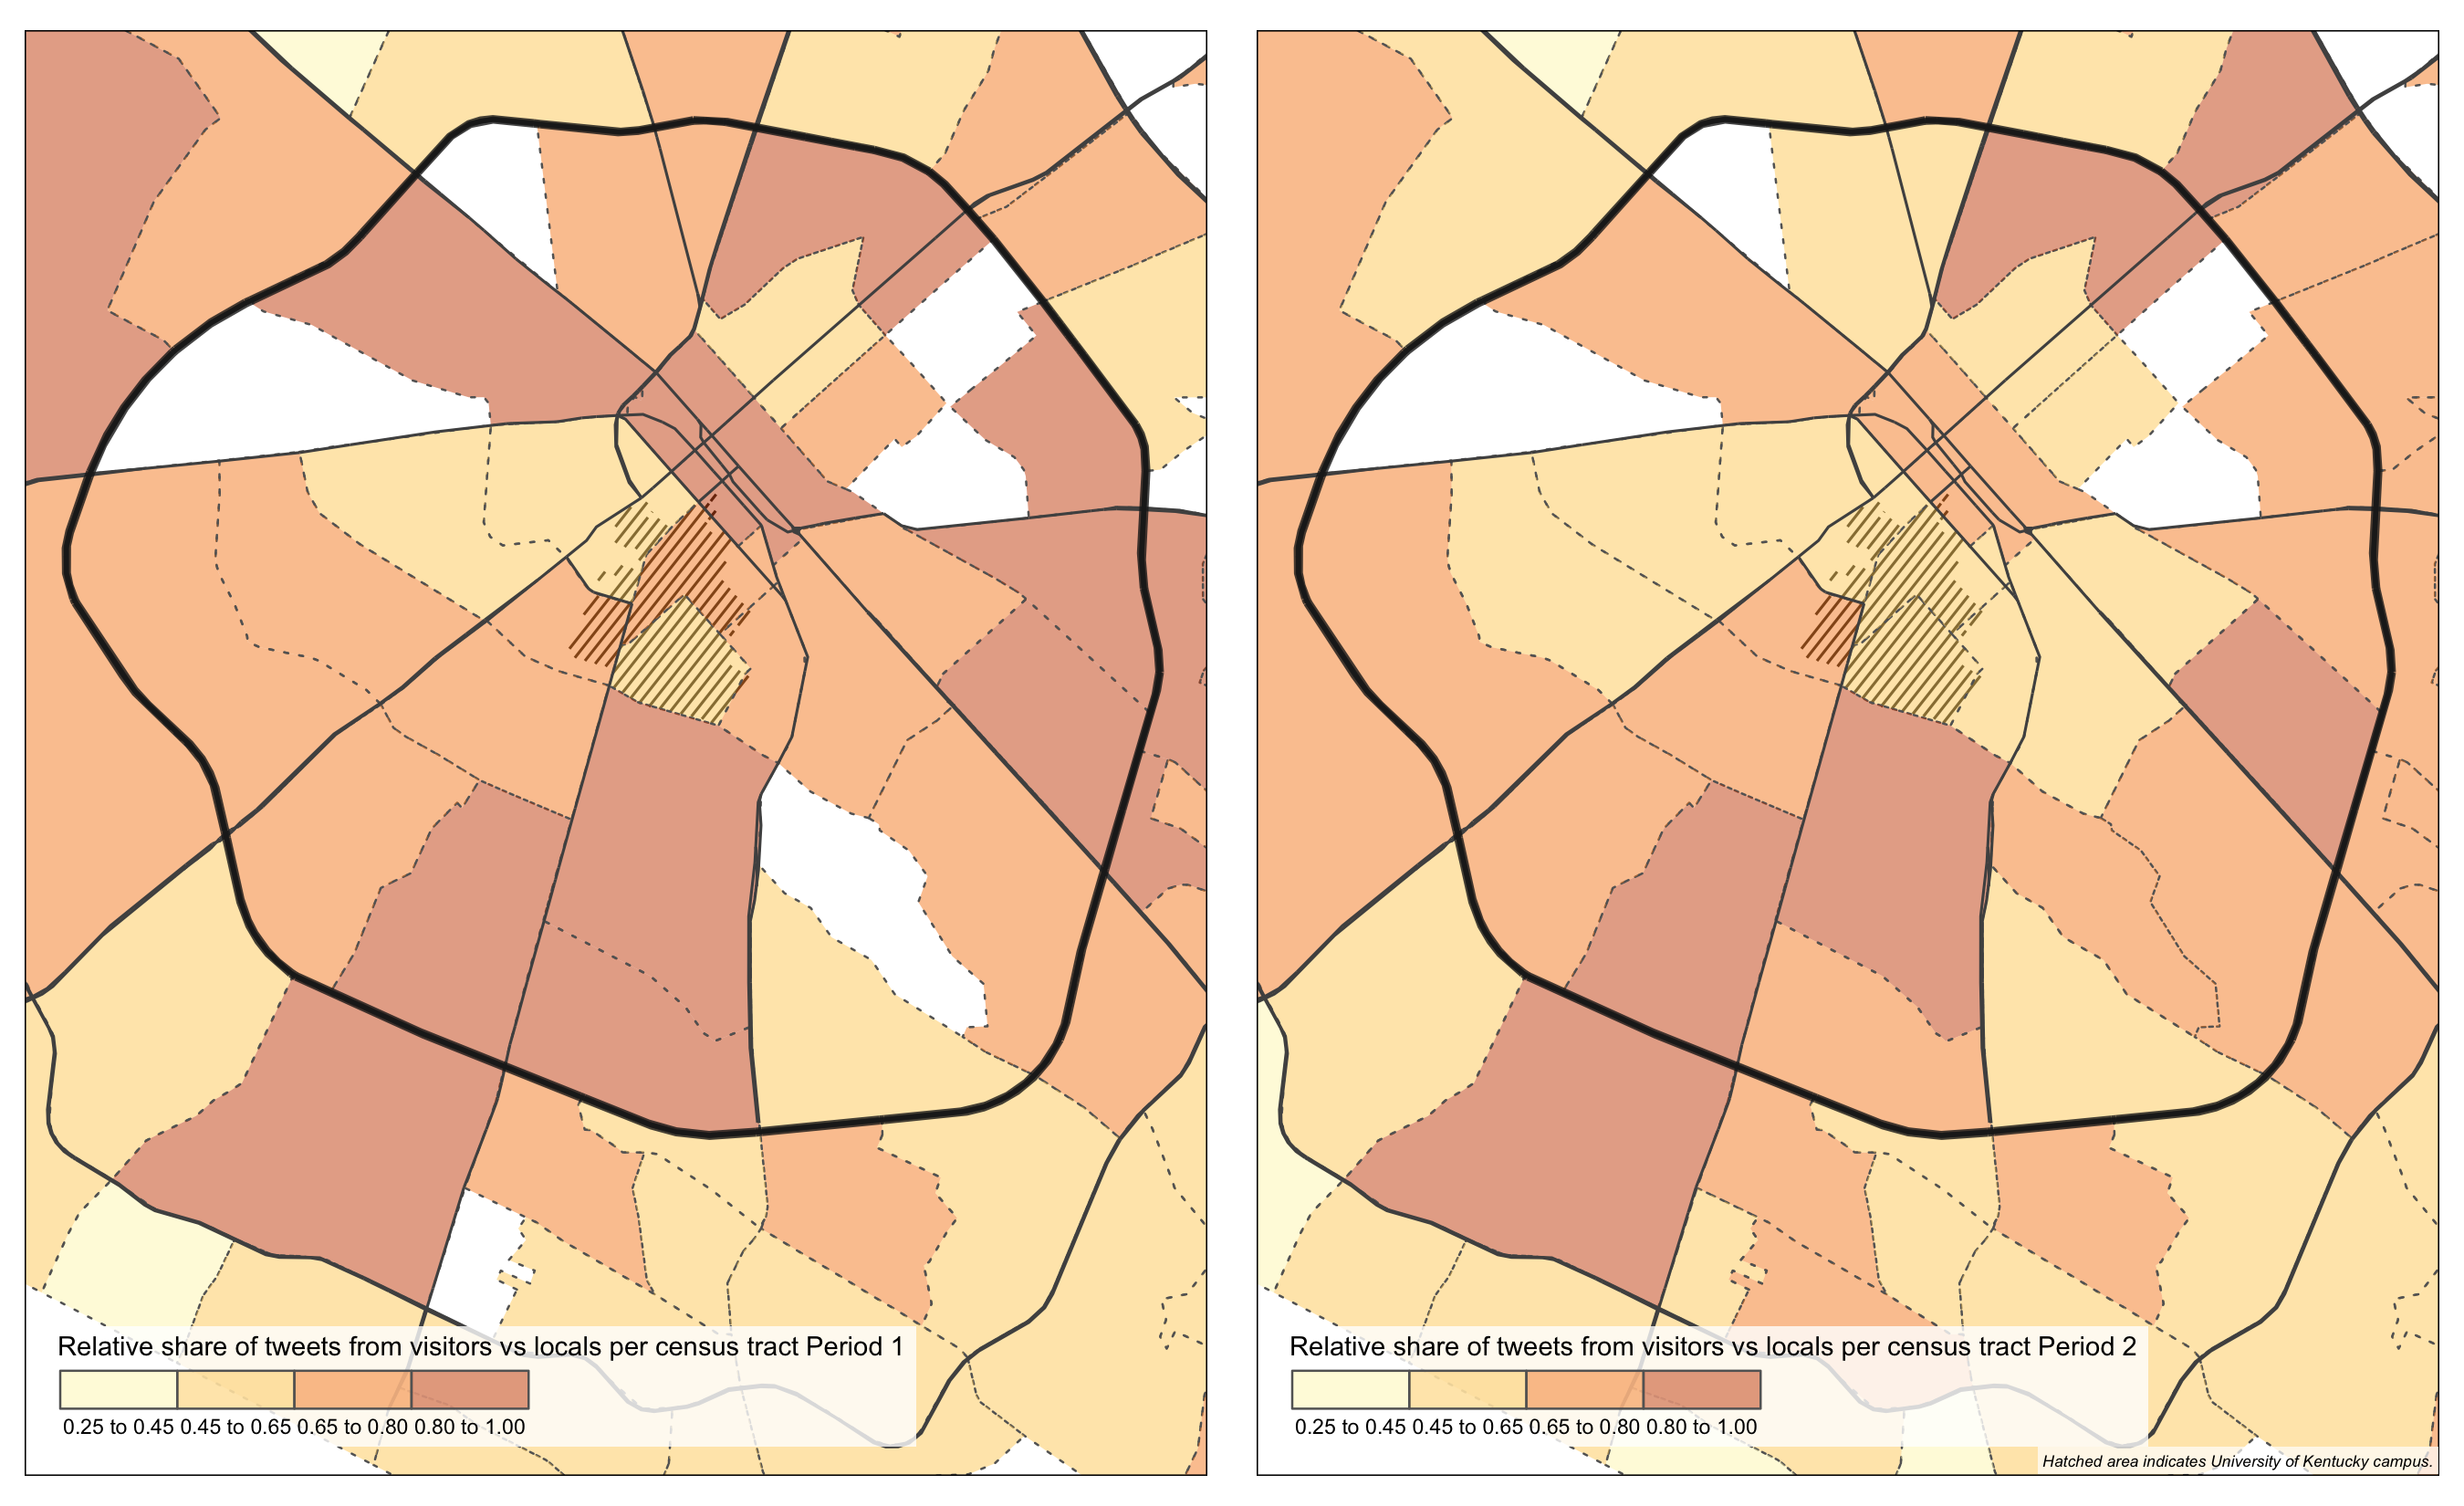 Relative share of tweets from visitors vs locals per census tract Period 1
0.25 to 0.45 0.45 to 0.65 0.65 to 0.80 0.80 to 1.00
Relative share of tweets from visitors vs locals per census tract Period 2
0.25 to 0.45 0.45 to 0.65 0.65 to 0.80 0.80 to 1.00
Hatched area indicates University of Kentucky campus.